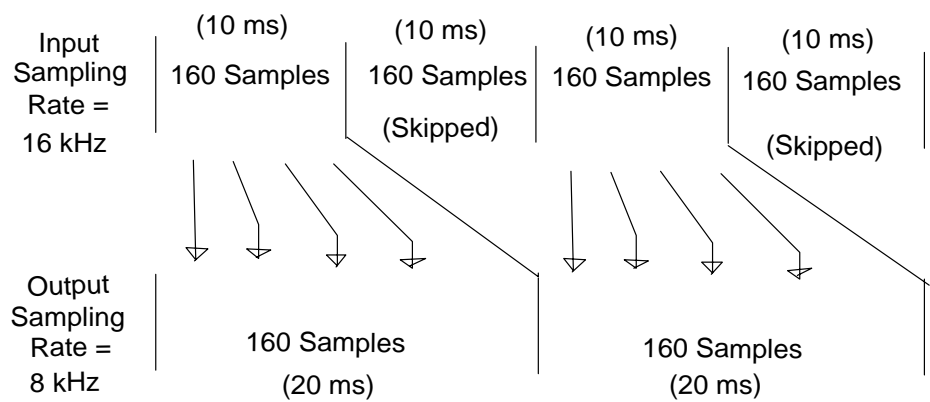 Input
Sampling
Rate =
16 kHz
(10 ms)
160 Samples
(10 ms)
160 Samples
(Skipped)
(10 ms)
160 Samples
(10 ms)
160 Samples
(Skipped)
Output
Sampling
Rate =
8 kHz
160 Samples
(20 ms)
160 Samples
(20 ms)